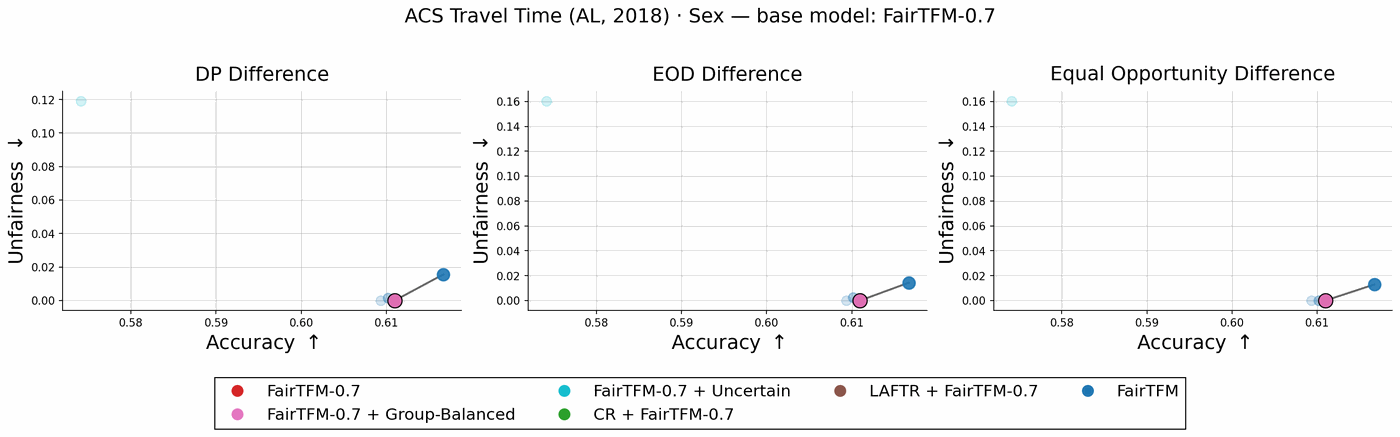 ACS Travel Time (AL, 2018) · Sex — base model: FairTFM-0.7
DP Difference
EOD Difference
Equal Opportunity Difference
Unfairness ↓
0.12
0.10
0.08
0.06
0.04
0.02
0.00
0.58
0.59
0.60
0.61
Accuracy ↑
Unfairness ↓
0.16
0.14
0.12
0.10
0.08
0.06
0.04
0.02
0.00
0.58
0.59
0.60
0.61
Accuracy ↑
Unfairness ↓
0.16
0.14
0.12
0.10
0.08
0.06
0.04
0.02
0.00
0.58
0.59
0.60
0.61
Accuracy ↑
FairTFM-0.7
FairTFM-0.7 + Uncertain
LAFTR + FairTFM-0.7
FairTFM
FairTFM-0.7 + Group-Balanced
CR + FairTFM-0.7